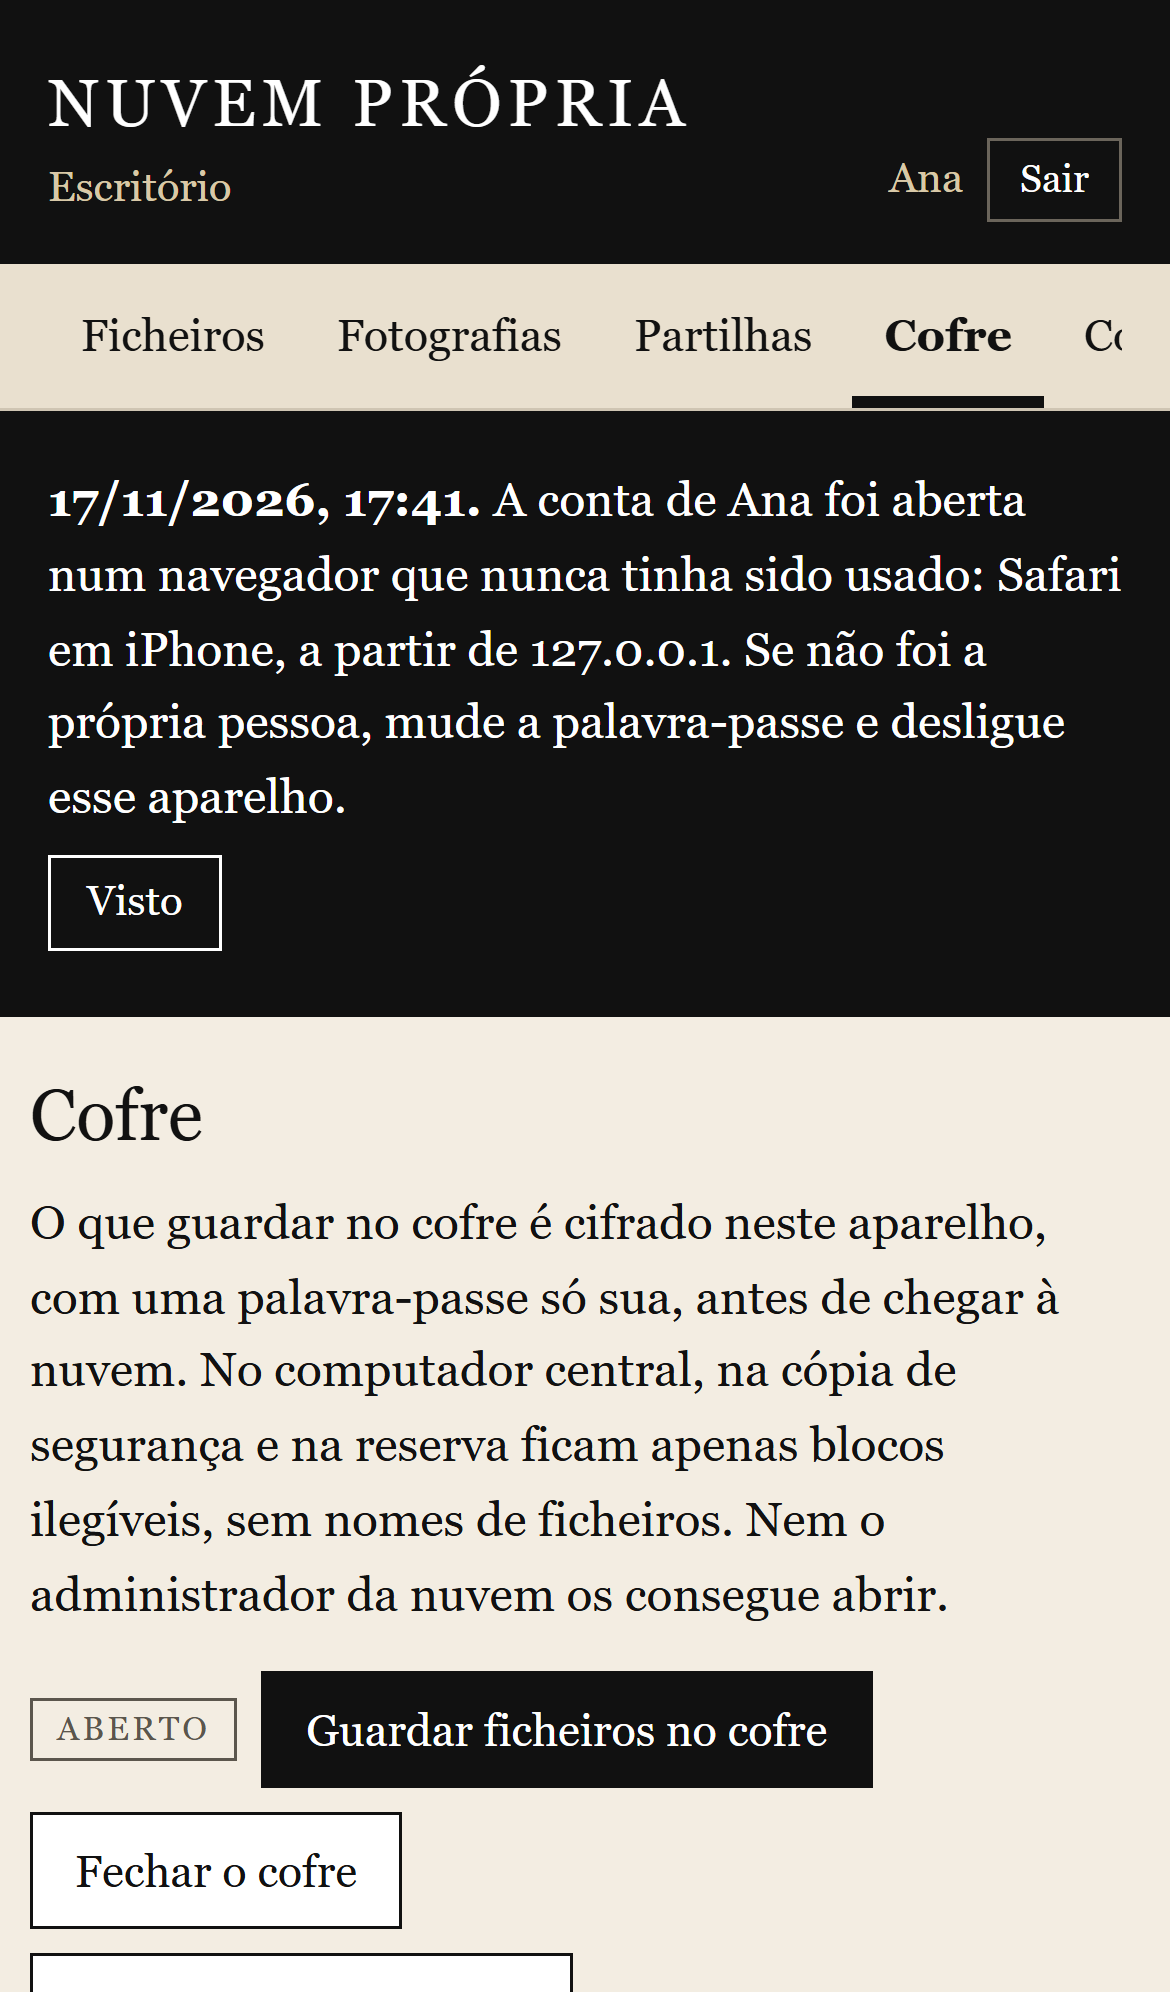 NUVEM PRÓPRIA
Escritório
Ana
Sair
Ficheiros
Fotografias
Partilhas
Cofre
17/11/2026, 17:41. A conta de Ana foi aberta
num navegador que nunca tinha sido usado: Safari
em iPhone, a partir de 127.0.0.1. Se não foi a
própria pessoa, mude a palavra-passe e desligue
esse aparelho.
Visto
Cofre
O que guardar no cofre é cifrado neste aparelho,
com uma palavra-passe só sua, antes de chegar à
nuvem. No computador central, na cópia de
segurança e na reserva ficam apenas blocos
ilegíveis, sem nomes de ficheiros. Nem o
administrador da nuvem os consegue abrir.
ABERTO
Guardar ficheiros no cofre
Fechar o cofre